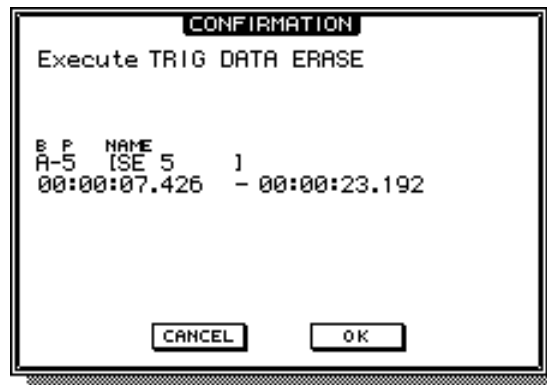 CONFIRMATION
Execute TRIG DATA ERASE
B P NAME
A-5 [SE 5 ]
00:00:07.426 - 00:00:23.192
CANCEL OK